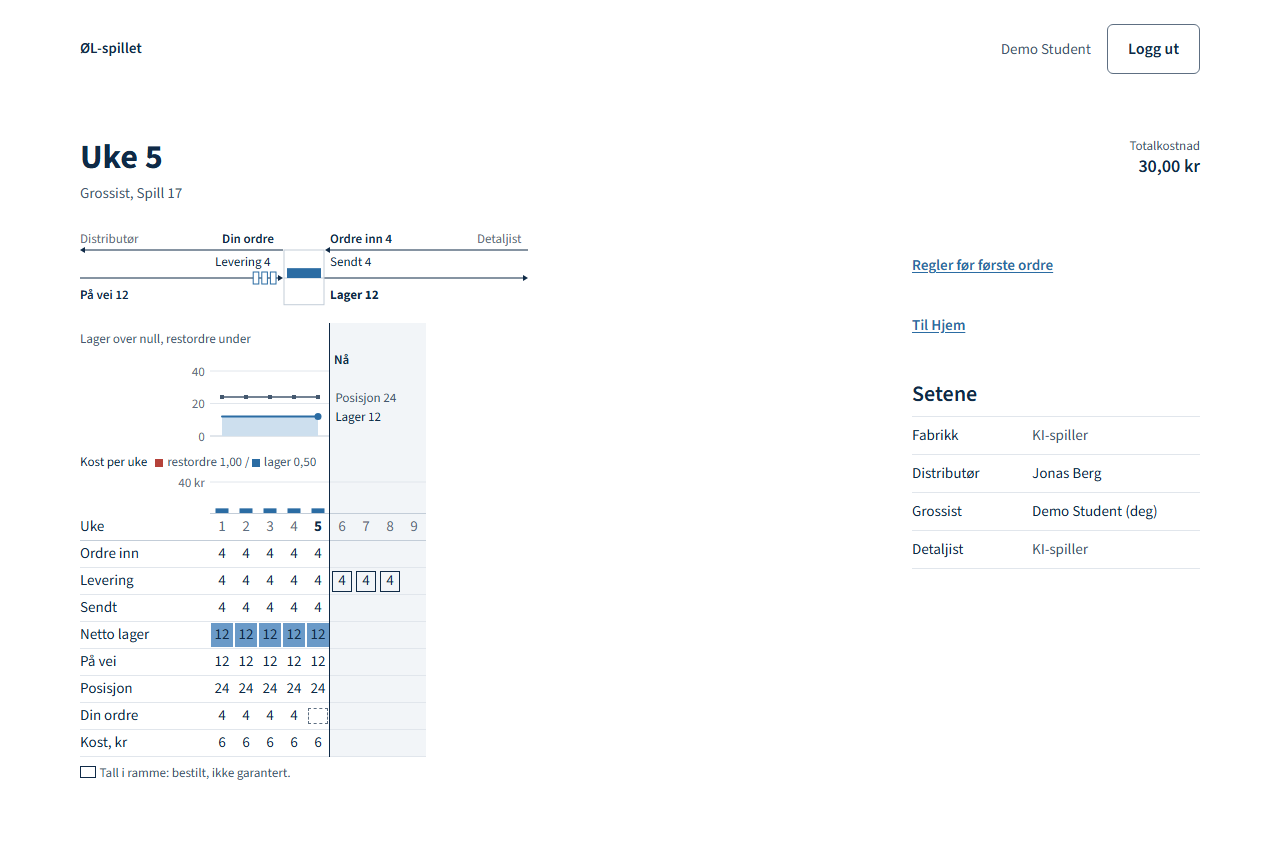 ØL-spillet
Demo Student
Logg ut
Uke 5
Grossist, Spill 17
Totalkostnad
30,00 kr
Distributør
Din ordre
Ordre inn 4
Detaljist
Levering 4
Sendt 4
På vei 12
Lager 12
Regler før første ordre
Til Hjem
Lager over null, restordre under
Nå
40
20
0
Posisjon 24
Lager 12
Kost per uke restordre 1,00 / lager 0,50
40 kr
Uke 1 2 3 4 5 6 7 8 9
Ordre inn 4 4 4 4 4
Levering 4 4 4 4 4 4 4 4
Sendt 4 4 4 4 4
Netto lager 12 12 12 12 12
På vei 12 12 12 12 12
Posisjon 24 24 24 24 24
Din ordre 4 4 4 4
Kost, kr 6 6 6 6 6
Tall i ramme: bestilt, ikke garantert.
Setene
Fabrikk KI-spiller
Distributør Jonas Berg
Grossist Demo Student (deg)
Detaljist KI-spiller